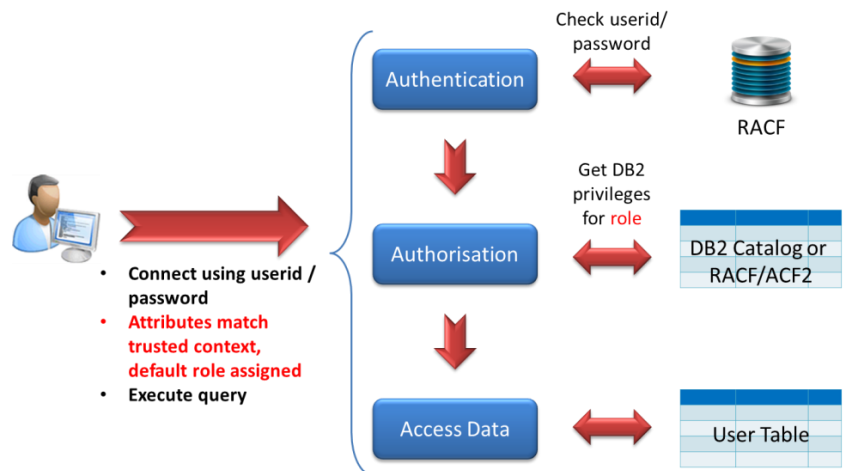 Check userid/
password
Authentication
RACF
Get DB2
privileges
for role
Authorisation
DB2 Catalog or
RACF/ACF2
• Connect using userid /
password
• Attributes match
trusted context,
default role assigned
• Execute query
Access Data
User Table